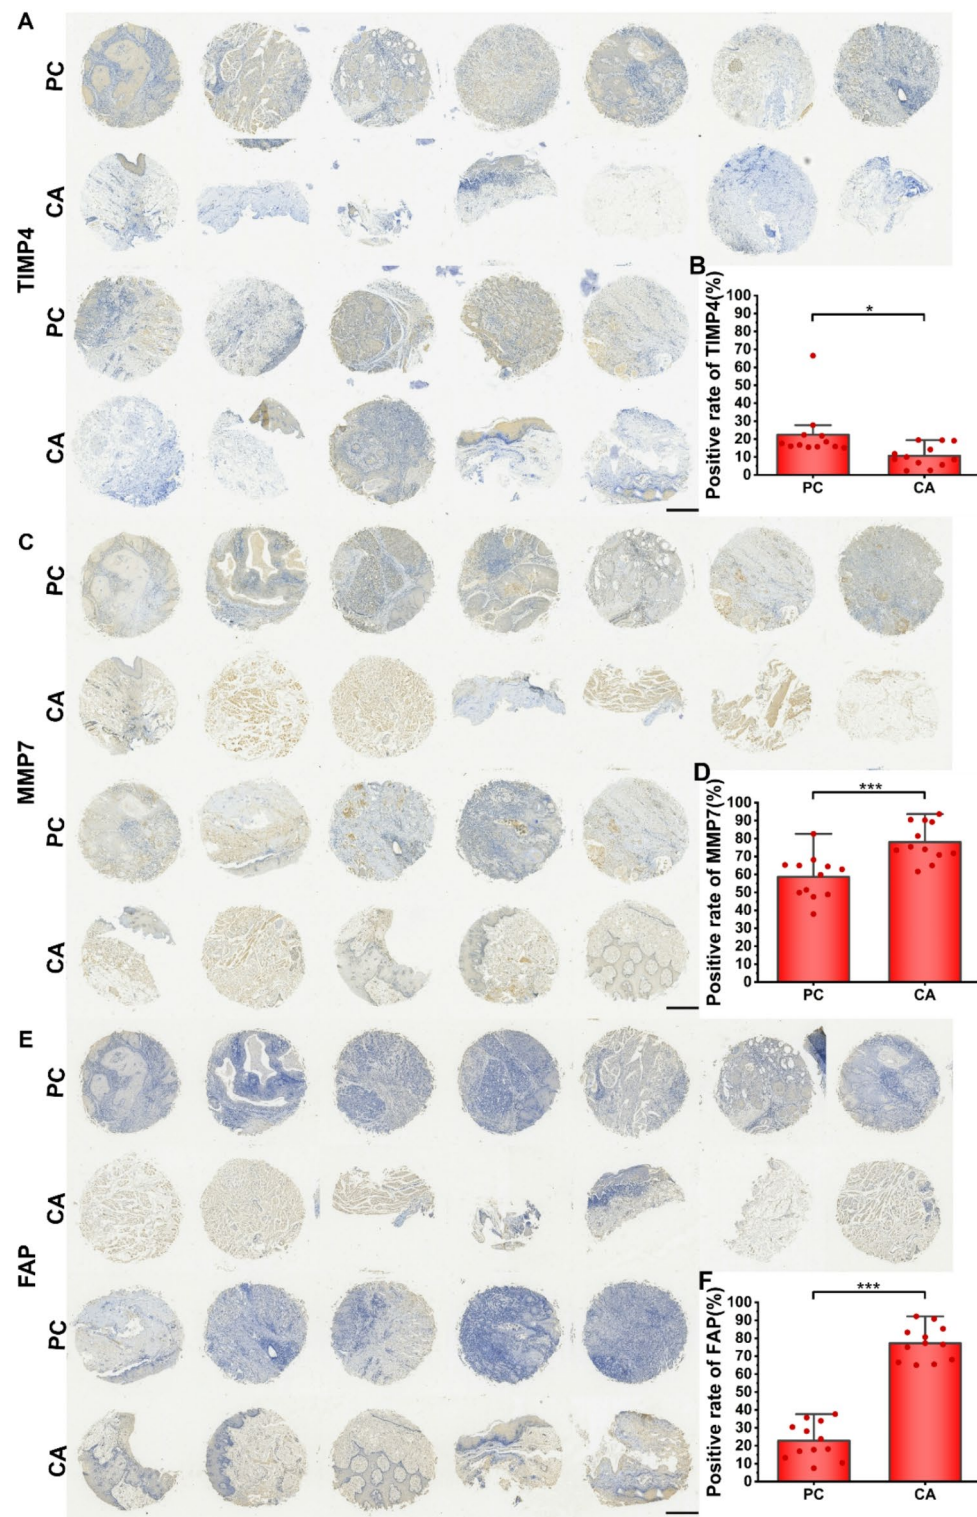 A
PC
CA
TIMP4
PC
CA
B
Positive rate of TIMP4(%)
100
90
80
70
60
50
40
30
20
10
0
*
PC
CA
C
PC
CA
MMP7
PC
CA
D
Positive rate of MMP7(%)
100
90
80
70
60
50
40
30
20
10
0
***
PC
CA
E
PC
CA
FAP
PC
CA
F
Positive rate of FAP(%)
100
90
80
70
60
50
40
30
20
10
0
***
PC
CA